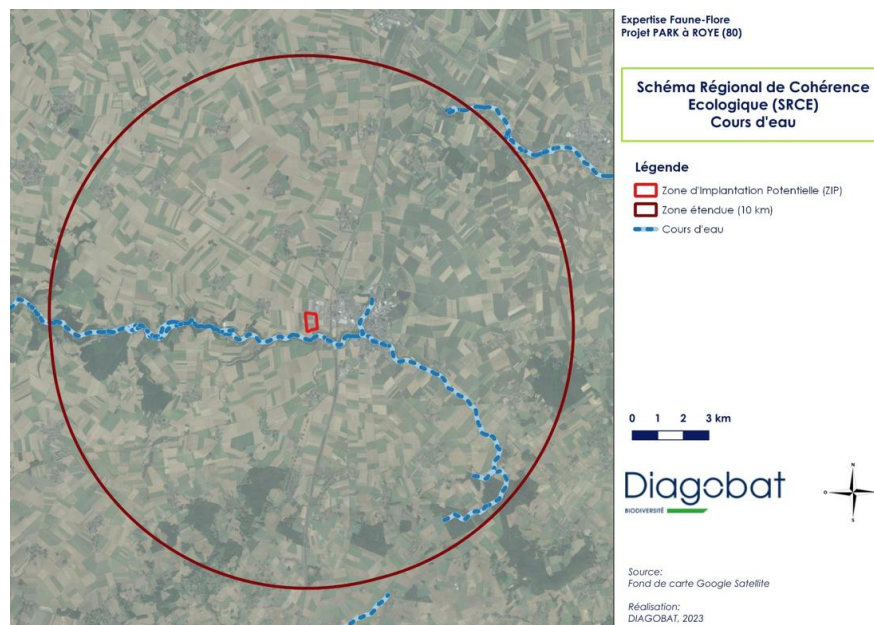 Expertise Faune-Flore
Projet PARK à ROYE (80)
Schéma Régional de Cohérence
Ecologique (SRCE)
Cours d'eau
Légende
Zone d'Implantation Potentielle (ZIP)
Zone étendue (10 km)
Cours d'eau
0 1 2 3 km
Diagobat
BIODIVERSITÉ
N
O E
S
Source:
Fond de carte Google Satellite
Réalisation:
DIAGOBAT, 2023